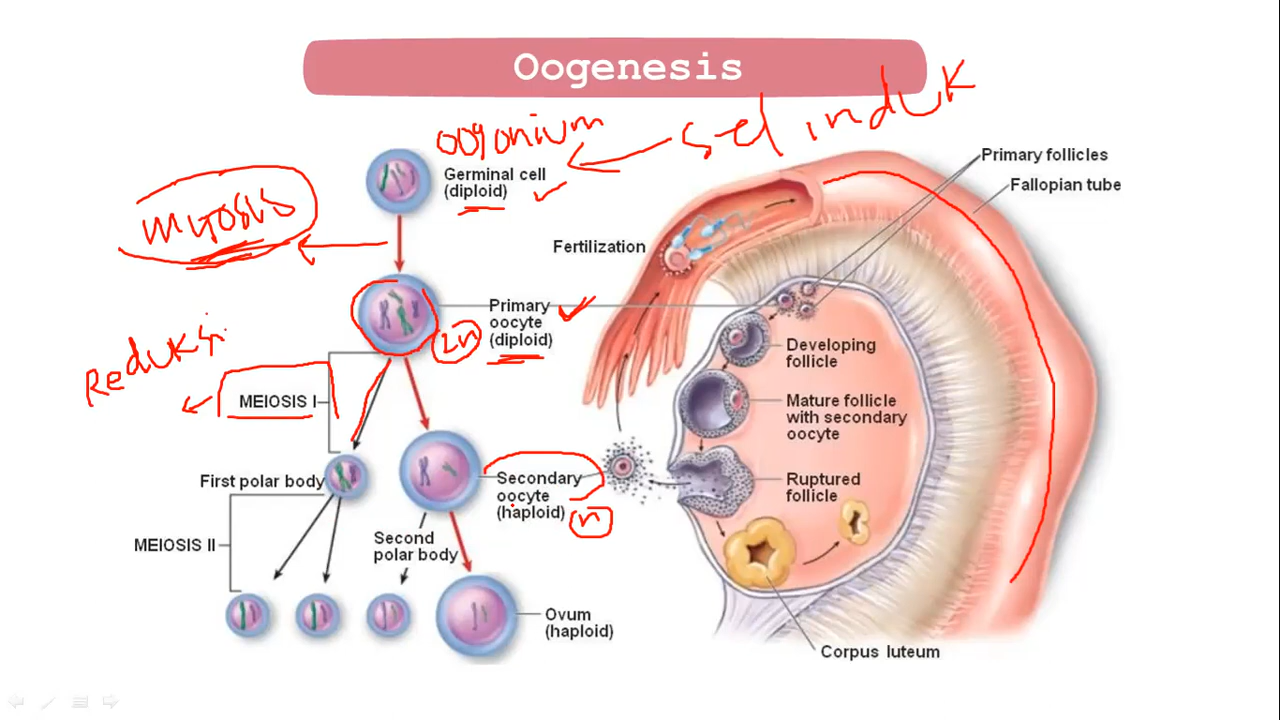 Oogenesis
oogonium
sel induk
Germinal cell
(diploid)
Primary follicles
Fallopian tube
mitosis
Fertilization
Primary
oocyte
(diploid)
2n
Reduksi
Developing
follicle
MEIOSIS I
Mature follicle
with secondary
oocyte
First polar body
Secondary
oocyte
(haploid)
n
Ruptured
follicle
MEIOSIS II
Second
polar body
Ovum
(haploid)
Corpus luteum